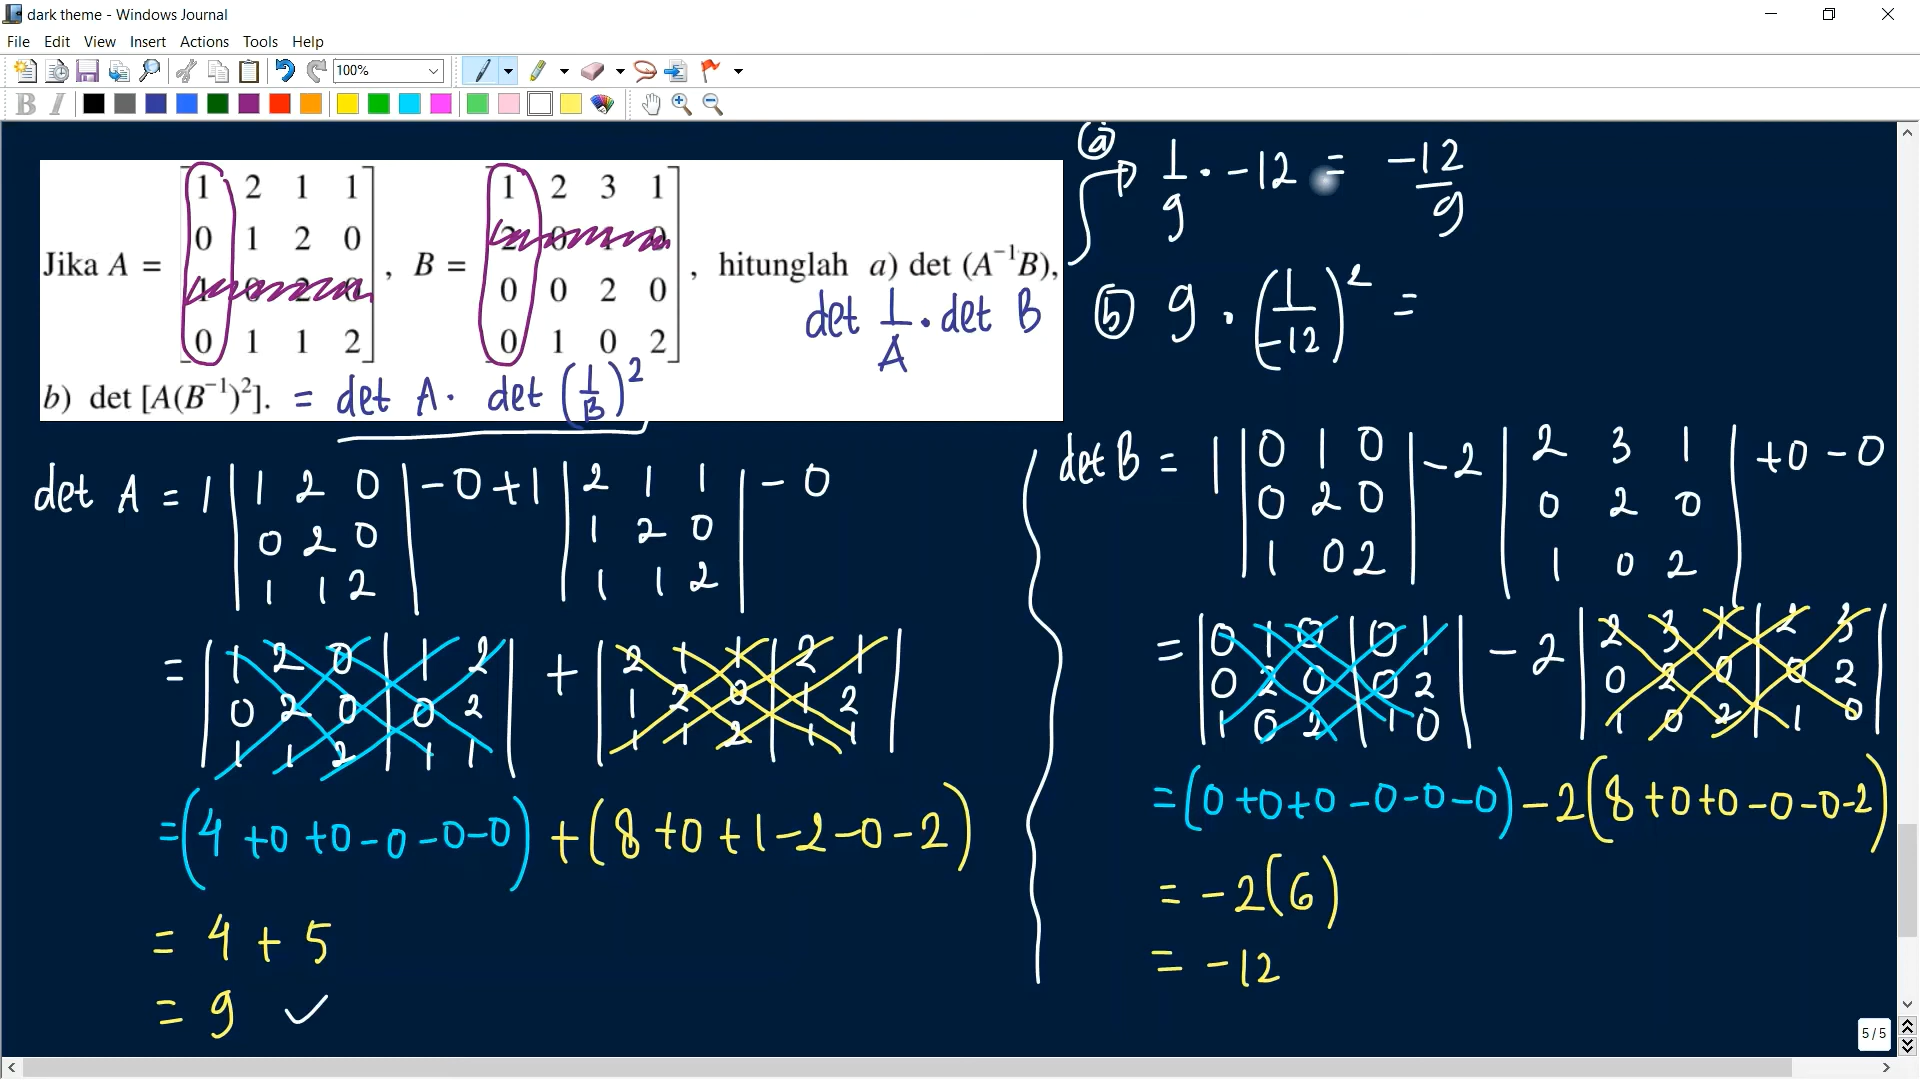 dark theme - Windows Journal
File Edit View Insert Actions Tools Help
100%
B I
Jika A = [1 2 1 1
0 1 2 0
1 0 2 0
0 1 1 2] , B = [1 2 3 1
2 0 1 0
0 0 2 0
0 1 0 2] , hitunglah a) det (A⁻¹B),
det 1/A · det B
b) det [A(B⁻¹)²]. = det A · det (1/B)²
ⓐ 1/9 · -12 = -12/9
ⓑ 9 · (1/-12)² =
det A = 1 |1 2 0| - 0 + 1 |2 1 1| - 0
|0 2 0| |1 2 0|
|1 1 2| |1 1 2|
= |1 2 0 | 1 2| + |2 1 1 | 2 1|
|0 2 0 | 0 2| |1 2 0 | 1 2|
|1 1 2 | 1 1| |1 1 2 | 1 1|
= (4 + 0 + 0 - 0 - 0 - 0) + (8 + 0 + 1 - 2 - 0 - 2)
= 4 + 5
= 9 ✓
det B = 1 |0 1 0| - 2 |2 3 1| + 0 - 0
|0 2 0| |0 2 0|
|1 0 2| |1 0 2|
= |0 1 0 | 0 1| - 2 |2 3 1 | 2 3|
|0 2 0 | 0 2| |0 2 0 | 0 2|
|1 0 2 | 1 0| |1 0 2 | 1 0|
= (0 + 0 + 0 - 0 - 0 - 0) - 2 (8 + 0 + 0 - 0 - 0 - 2)
= -2(6)
= -12
5 / 5